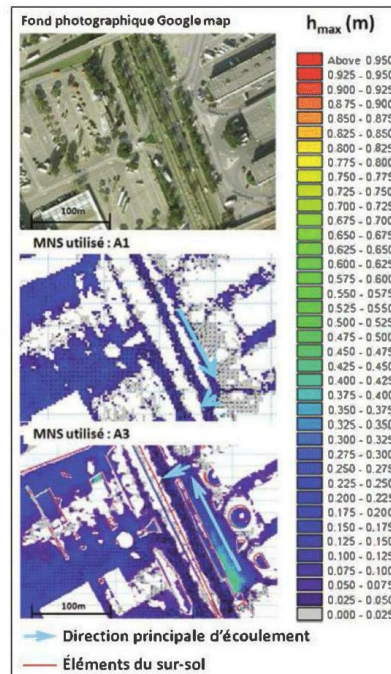 Fond photographique Google map
100m
MNS utilisé : A1
MNS utilisé : A3
100m
Direction principale d'écoulement
Éléments du sur-sol
h_max (m)
Above 0.950
0.925 - 0.950
0.900 - 0.925
0.875 - 0.900
0.850 - 0.875
0.825 - 0.850
0.800 - 0.825
0.775 - 0.800
0.750 - 0.775
0.725 - 0.750
0.700 - 0.725
0.675 - 0.700
0.650 - 0.675
0.625 - 0.650
0.600 - 0.625
0.575 - 0.600
0.550 - 0.575
0.525 - 0.550
0.500 - 0.525
0.475 - 0.500
0.450 - 0.475
0.425 - 0.450
0.400 - 0.425
0.375 - 0.400
0.350 - 0.375
0.325 - 0.350
0.300 - 0.325
0.275 - 0.300
0.250 - 0.275
0.225 - 0.250
0.200 - 0.225
0.175 - 0.200
0.150 - 0.175
0.125 - 0.150
0.100 - 0.125
0.075 - 0.100
0.050 - 0.075
0.025 - 0.050
0.000 - 0.025